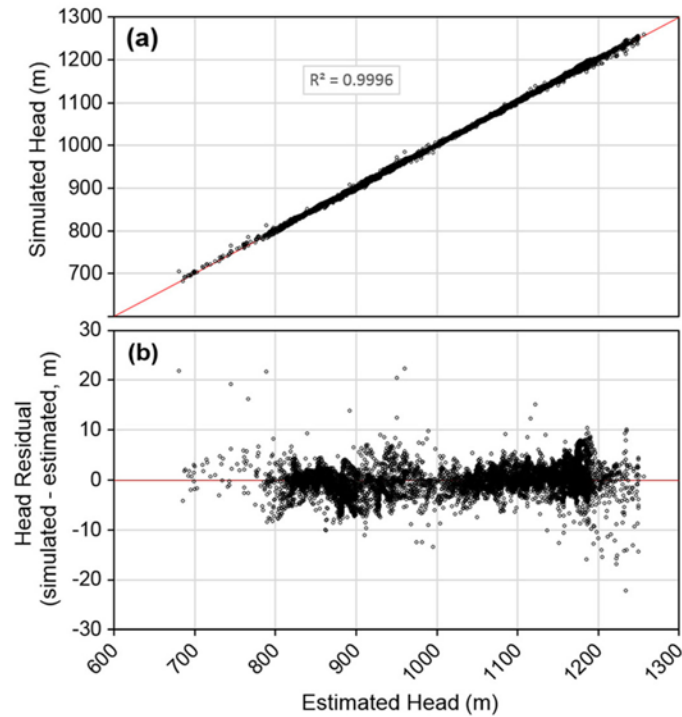 1300
(a)
1200
R² = 0.9996
1100
1000
900
800
700
Simulated Head (m)
30
(b)
20
10
0
-10
-20
-30
Head Residual
(simulated - estimated, m)
600 700 800 900 1000 1100 1200 1300
Estimated Head (m)